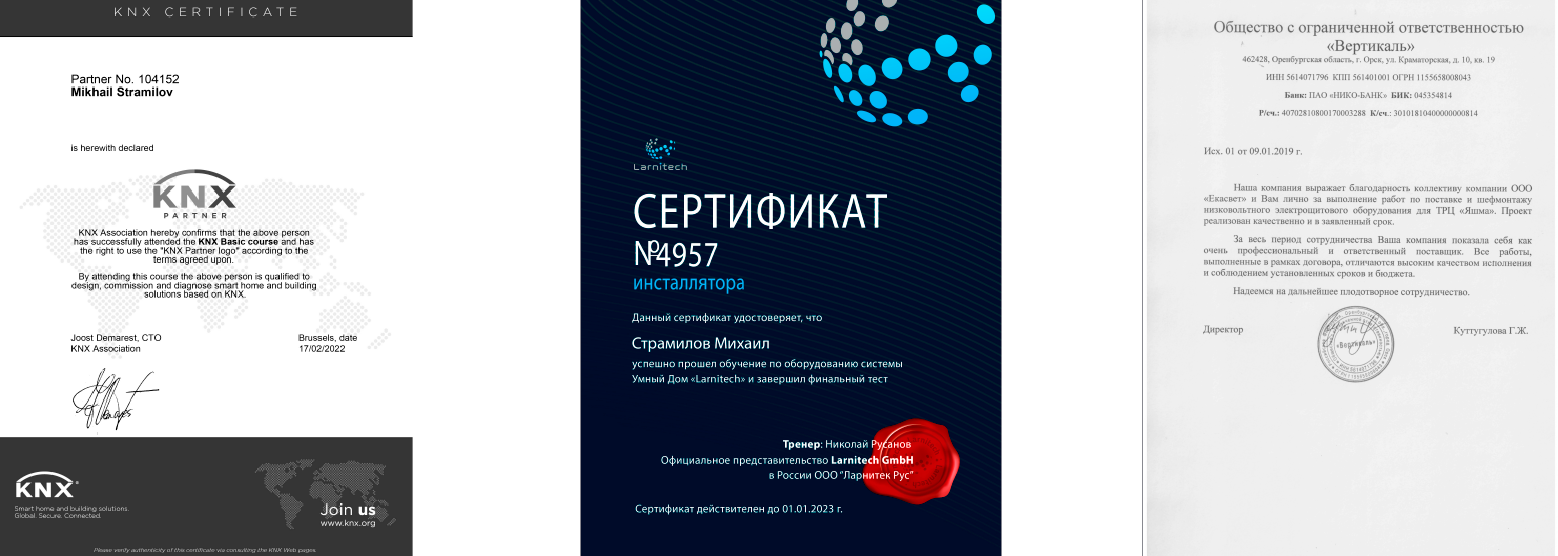 KNX CERTIFICATE
Partner No. 104152
Mikhail Stramilov
is herewith declared
KNX
PARTNER
KNX Association hereby confirms that the above person
has successfully attended the KNX Basic course and has
the right to use the "KNX Partner logo" according to the
terms agreed upon.
By attending this course the above person is qualified to
design, commission and diagnose smart home and building
solutions based on KNX.
Joost Demarest, CTO
KNX Association
Brussels, date
17/02/2022
KNX
Smart home and building solutions.
Global. Secure. Connected.
Join us
www.knx.org
Please verify authenticity of this certificate via consulting the KNX Web pages
Larnitech
СЕРТИФИКАТ
№4957
инсталлятора
Данный сертификат удостоверяет, что
Страмилов Михаил
успешно прошел обучение по оборудованию системы
Умный Дом «Larnitech» и завершил финальный тест
Тренер: Николай Русанов
Официальное представительство Larnitech GmbH
в России ООО “Ларнитек Рус”
Сертификат действителен до 01.01.2023 г.
Общество с ограниченной ответственностью
«Вертикаль»
462428, Оренбургская область, г. Орск, ул. Краматорская, д. 10, кв. 19
ИНН 5614071796 КПП 561401001 ОГРН 1155658008043
Банк: ПАО «НИКО-БАНК» БИК: 045354814
Р/сч.: 40702810800170003288 К/сч.: 30101810400000000814
Исх. 01 от 09.01.2019 г.
Наша компания выражает благодарность коллективу компании ООО
«Екасвет» и Вам лично за выполнение работ по поставке и шефмонтажу
низковольтного электрощитового оборудования для ТРЦ «Яшма». Проект
реализован качественно и в заявленный срок.
За весь период сотрудничества Ваша компания показала себя как
очень профессиональный и ответственный поставщик. Все работы,
выполненные в рамках договора, отличаются высоким качеством исполнения
и соблюдением установленных сроков и бюджета.
Надеемся на дальнейшее плодотворное сотрудничество.
Директор
«Вертикаль»
Куттугулова Г.Ж.